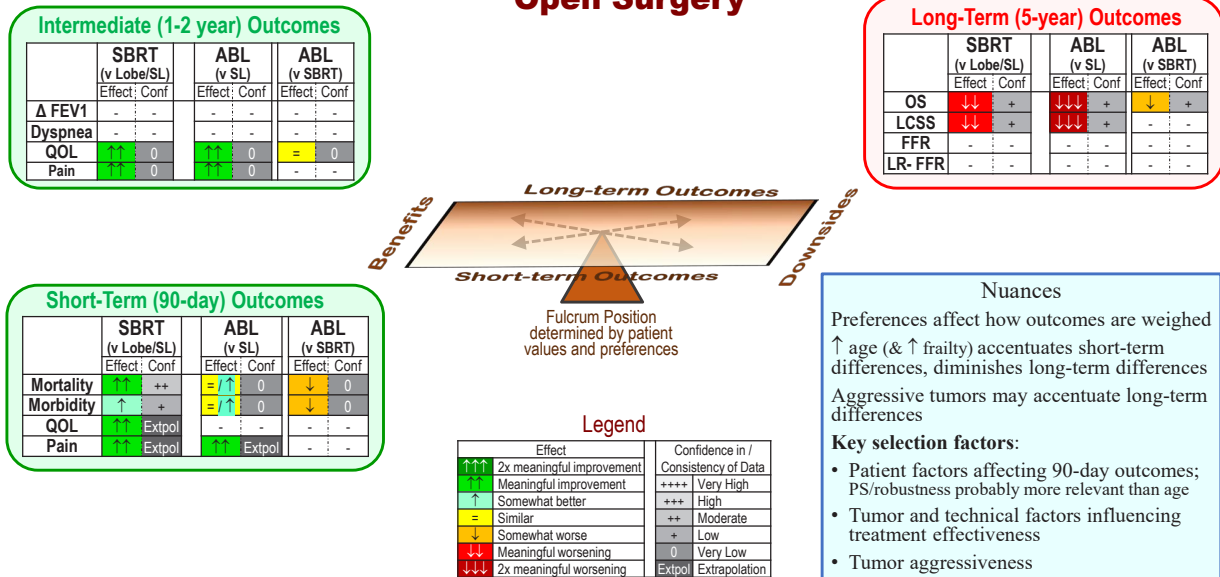 Open Surgery
Intermediate (1-2 year) Outcomes
SBRT ABL ABL
(v Lobe/SL) (v SL) (v SBRT)
Effect Conf Effect Conf Effect Conf
Δ FEV1 - - - - - -
Dyspnea - - - - - -
QOL ↑↑ 0 ↑↑ 0 = 0
Pain ↑↑ 0 ↑↑ 0 - -
Long-Term (5-year) Outcomes
SBRT ABL ABL
(v Lobe/SL) (v SL) (v SBRT)
Effect Conf Effect Conf Effect Conf
OS ↓↓ + ↓↓↓ + ↓ +
LCSS ↓↓ + ↓↓↓ + - -
FFR - - - - - -
LR- FFR - - - - - -
Long-term Outcomes
Benefits
Downsides
Short-term Outcomes
Fulcrum Position
determined by patient
values and preferences
Short-Term (90-day) Outcomes
SBRT ABL ABL
(v Lobe/SL) (v SL) (v SBRT)
Effect Conf Effect Conf Effect Conf
Mortality ↑↑ ++ = / ↑ 0 ↓ 0
Morbidity ↑ + = / ↑ 0 ↓ 0
QOL ↑↑ Extpol - - - -
Pain ↑↑ Extpol ↑↑ Extpol - -
Legend
Effect Confidence in /
Consistency of Data
↑↑↑ 2x meaningful improvement
↑↑ Meaningful improvement ++++ Very High
↑ Somewhat better +++ High
= Similar ++ Moderate
↓ Somewhat worse + Low
↓↓ Meaningful worsening 0 Very Low
↓↓↓ 2x meaningful worsening Extpol Extrapolation
Nuances
Preferences affect how outcomes are weighed
↑ age (& ↑ frailty) accentuates short-term
differences, diminishes long-term differences
Aggressive tumors may accentuate long-term
differences
Key selection factors:
• Patient factors affecting 90-day outcomes;
PS/robustness probably more relevant than age
• Tumor and technical factors influencing
treatment effectiveness
• Tumor aggressiveness